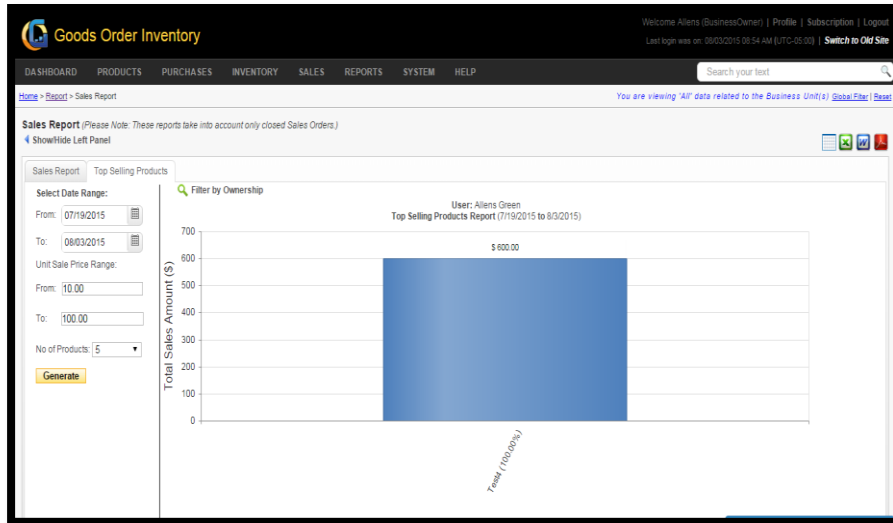 Welcome Allens (BusinessOwner) | Profile | Subscription | Logout
Goods Order Inventory
Last login was on: 08/03/2015 08:54 AM (UTC-05:00) | Switch to Old Site
DASHBOARD PRODUCTS PURCHASES INVENTORY SALES REPORTS SYSTEM HELP Search your text
Home > Report > Sales Report You are viewing 'All' data related to the Business Unit(s) Global Filter | Reset
Sales Report (Please Note: These reports take into account only closed Sales Orders.)
Show/Hide Left Panel
Sales Report Top Selling Products
Select Date Range:
From: 07/19/2015
To: 08/03/2015
Unit Sale Price Range:
From: 10.00
To: 100.00
No of Products: 5
Generate
Filter by Ownership
User: Allens Green
Top Selling Products Report (7/19/2015 to 8/3/2015)
Total Sales Amount ($)
700
600
500
400
300
200
100
0
$ 600.00
Test4 (100.00%)